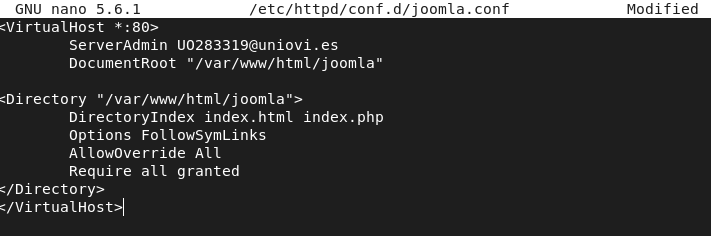 GNU nano 5.6.1 /etc/httpd/conf.d/joomla.conf Modified
<VirtualHost *:80>
ServerAdmin UO283319@uniovi.es
DocumentRoot "/var/www/html/joomla"
<Directory "/var/www/html/joomla">
DirectoryIndex index.html index.php
Options FollowSymLinks
AllowOverride All
Require all granted
</Directory>
</VirtualHost>